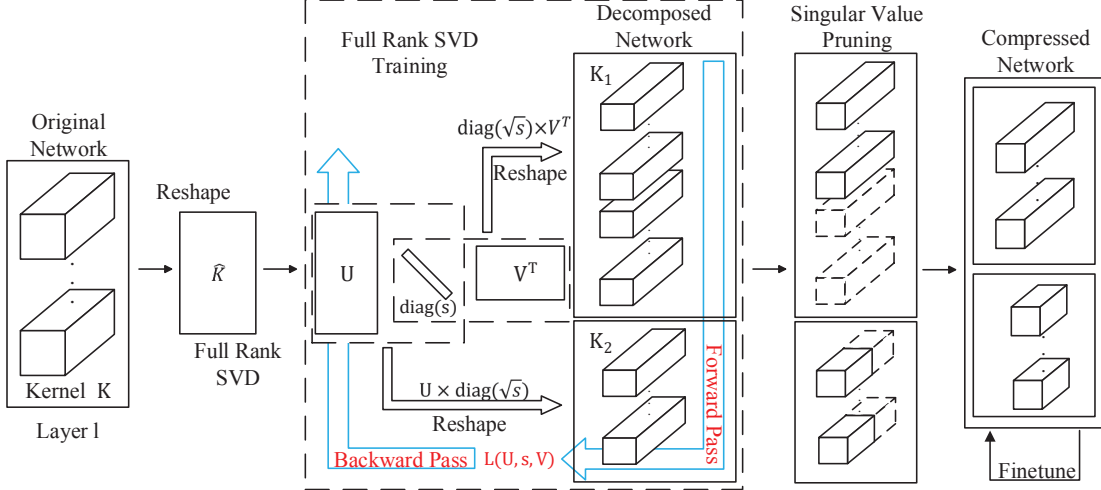 Original
Network
Kernel K
Layer l
Reshape
K̂
Full Rank
SVD
Full Rank SVD
Training
U
diag(s)
V^T
diag(√s)×V^T
Reshape
U × diag(√s)
Reshape
Backward Pass
L(U, s, V)
Decomposed
Network
K₁
K₂
Forward Pass
Singular Value
Pruning
Compressed
Network
Finetune